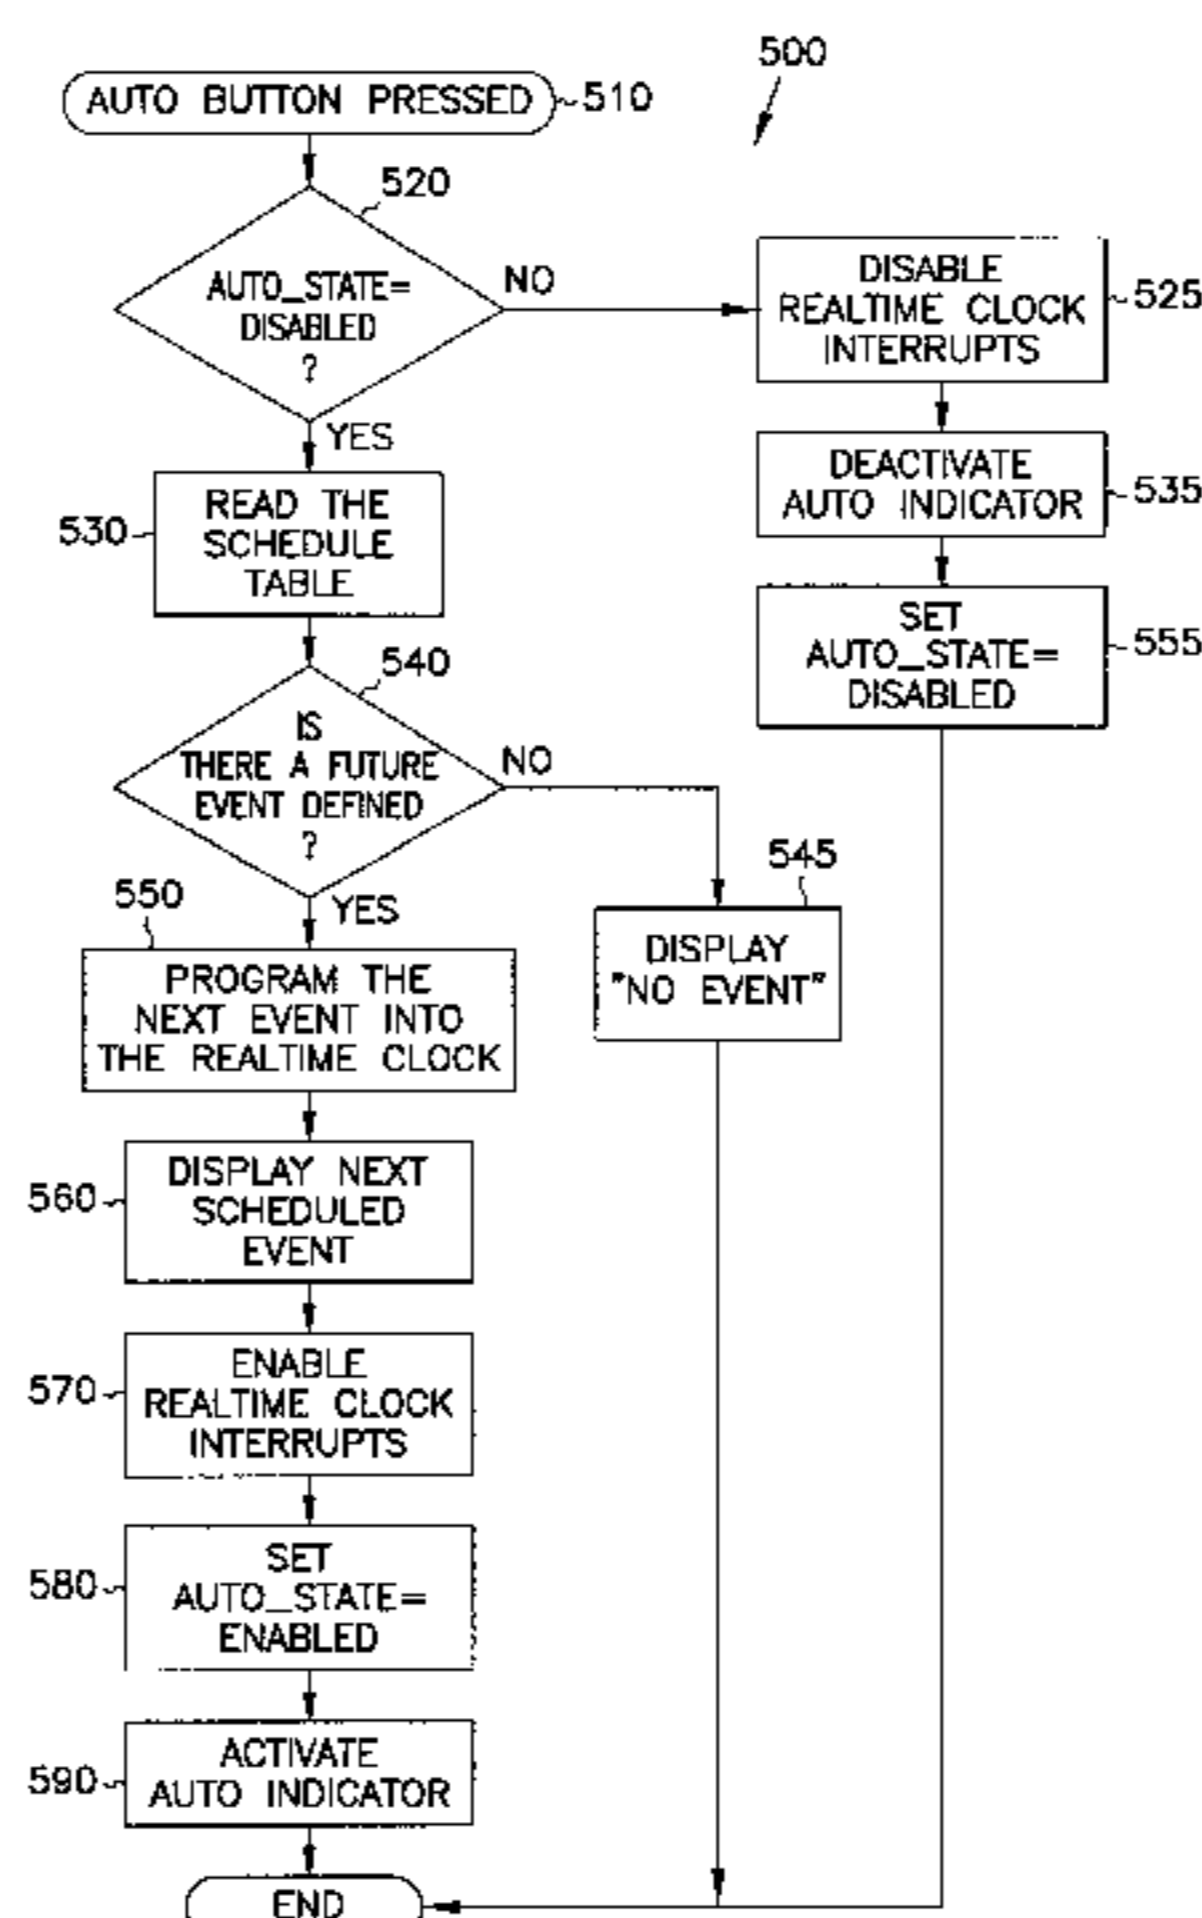 500
AUTO BUTTON PRESSED
510
520
AUTO_STATE=
DISABLED
?
NO
YES
DISABLE
REALTIME CLOCK
INTERRUPTS
525
DEACTIVATE
AUTO INDICATOR
535
SET
AUTO_STATE=
DISABLED
555
530
READ THE
SCHEDULE
TABLE
540
IS
THERE A FUTURE
EVENT DEFINED
?
NO
YES
545
DISPLAY
"NO EVENT"
550
PROGRAM THE
NEXT EVENT INTO
THE REALTIME CLOCK
560
DISPLAY NEXT
SCHEDULED
EVENT
570
ENABLE
REALTIME CLOCK
INTERRUPTS
580
SET
AUTO_STATE=
ENABLED
590
ACTIVATE
AUTO INDICATOR
END